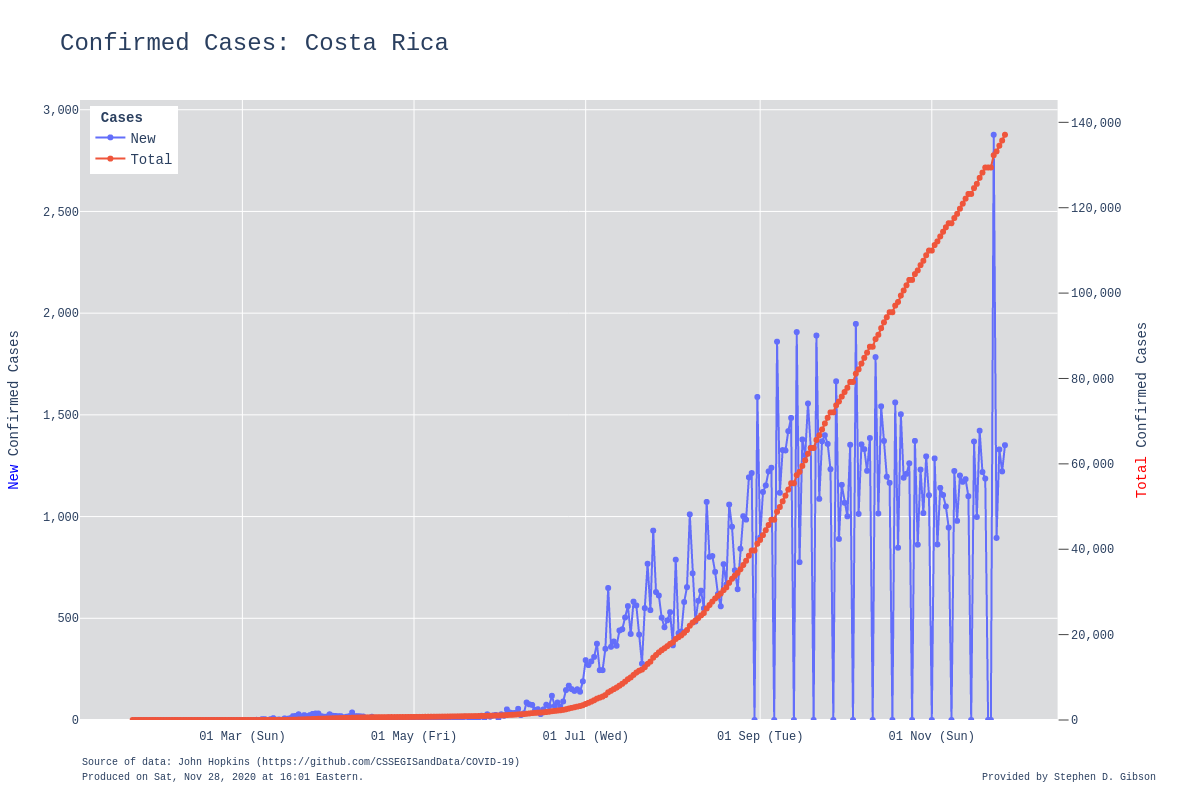 Confirmed Cases: Costa Rica
Cases
New
Total
3,000
2,500
2,000
1,500
1,000
500
0
140,000
120,000
100,000
80,000
60,000
40,000
20,000
0
New Confirmed Cases
Total Confirmed Cases
01 Mar (Sun)
01 May (Fri)
01 Jul (Wed)
01 Sep (Tue)
01 Nov (Sun)
Source of data: John Hopkins (https://github.com/CSSEGISandData/COVID-19)
Produced on Sat, Nov 28, 2020 at 16:01 Eastern.
Provided by Stephen D. Gibson